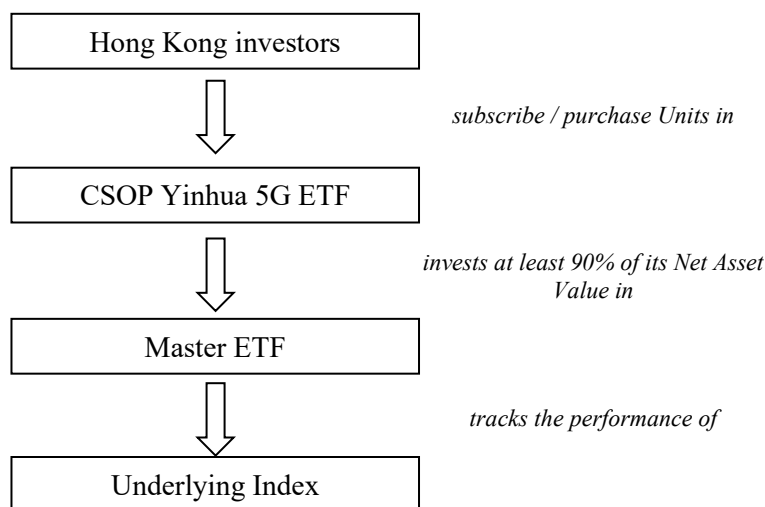 Hong Kong investors
subscribe / purchase Units in
CSOP Yinhua 5G ETF
invests at least 90% of its Net Asset
Value in
Master ETF
tracks the performance of
Underlying Index